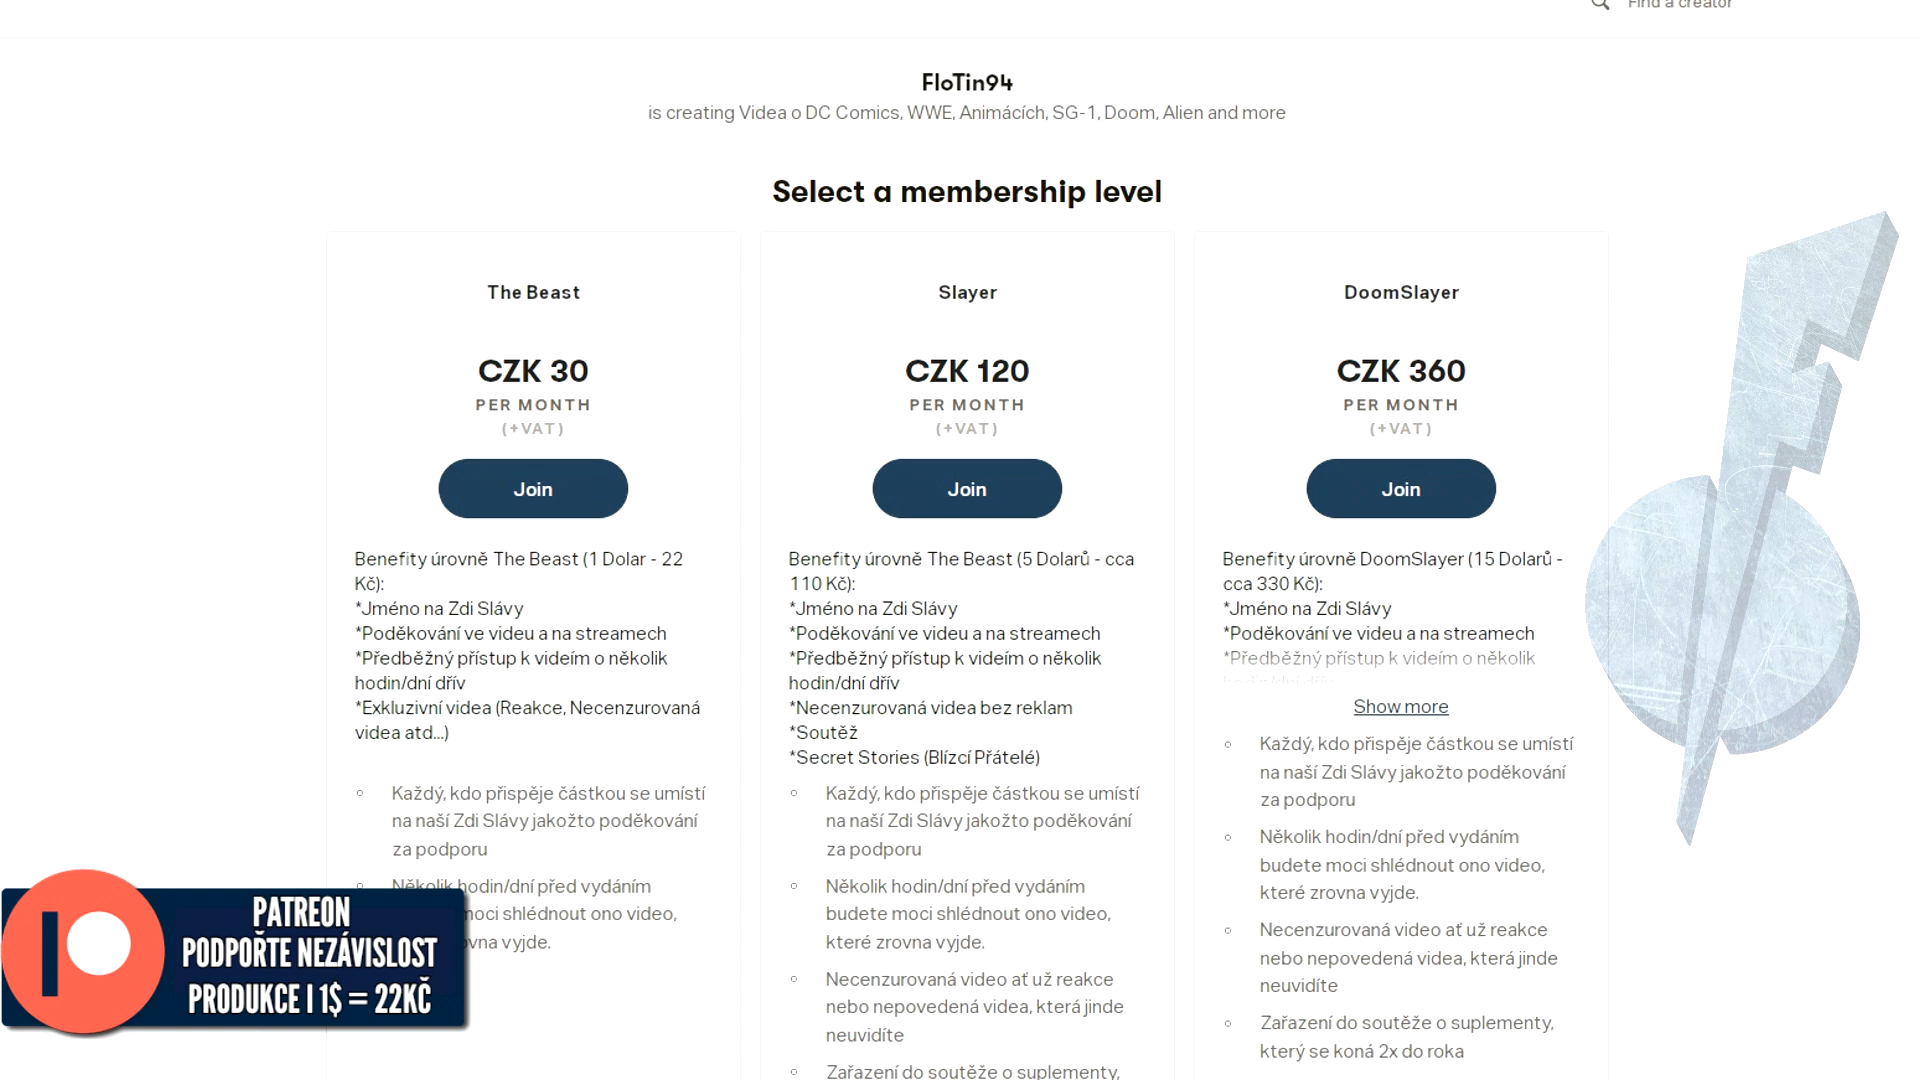 Find a creator
FloTin94
is creating Videa o DC Comics, WWE, Animácích, SG-1, Doom, Alien and more
Select a membership level
The Beast
CZK 30
PER MONTH
(+VAT)
Join
Benefity úrovně The Beast (1 Dolar - 22
Kč):
*Jméno na Zdi Slávy
*Poděkování ve videu a na streamech
*Předběžný přístup k videím o několik
hodin/dní dřív
*Exkluzivní videa (Reakce, Necenzurovaná
videa atd...)
Každý, kdo přispěje částkou se umístí
na naší Zdi Slávy jakožto poděkování
za podporu
Několik hodin/dní před vydáním
moci shlédnout ono video,
vyjde.
Slayer
CZK 120
PER MONTH
(+VAT)
Join
Benefity úrovně The Beast (5 Dolarů - cca
110 Kč):
*Jméno na Zdi Slávy
*Poděkování ve videu a na streamech
*Předběžný přístup k videím o několik
hodin/dní dřív
*Necenzurovaná videa bez reklam
*Soutěž
*Secret Stories (Blízcí Přátelé)
Každý, kdo přispěje částkou se umístí
na naší Zdi Slávy jakožto poděkování
za podporu
Několik hodin/dní před vydáním
budete moci shlédnout ono video,
které zrovna vyjde.
Necenzurovaná video ať už reakce
nebo nepovedená videa, která jinde
neuvidíte
Zařazení do soutěže o suplementy,
DoomSlayer
CZK 360
PER MONTH
(+VAT)
Join
Benefity úrovně DoomSlayer (15 Dolarů -
cca 330 Kč):
*Jméno na Zdi Slávy
*Poděkování ve videu a na streamech
*Předběžný přístup k videím o několik
Show more
Každý, kdo přispěje částkou se umístí
na naší Zdi Slávy jakožto poděkování
za podporu
Několik hodin/dní před vydáním
budete moci shlédnout ono video,
které zrovna vyjde.
Necenzurovaná video ať už reakce
nebo nepovedená videa, která jinde
neuvidíte
Zařazení do soutěže o suplementy,
který se koná 2x do roka
PATREON
PODPOŘTE NEZÁVISLOST
PRODUKCE I 1$ = 22KČ